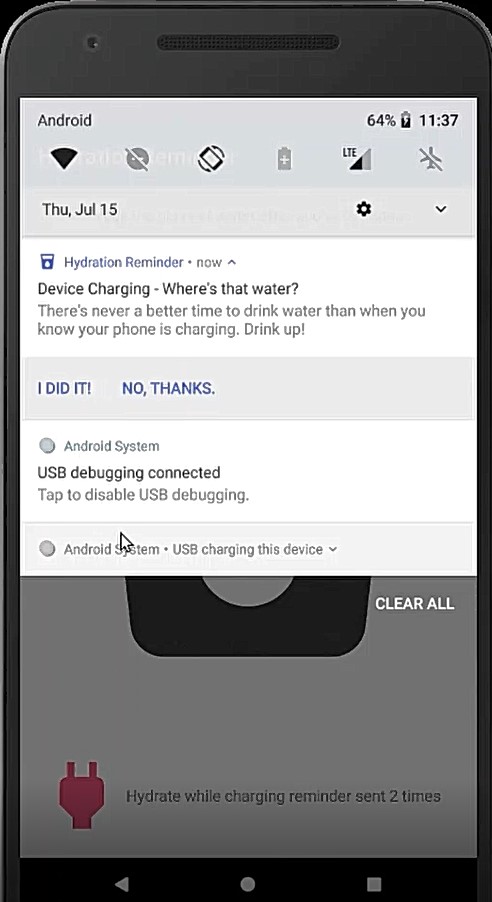 Android 64% 11:37
LTE
Thu, Jul 15
Hydration Reminder • now
Device Charging - Where's that water?
There's never a better time to drink water than when you
know your phone is charging. Drink up!
I DID IT! NO, THANKS.
Android System
USB debugging connected
Tap to disable USB debugging.
Android System • USB charging this device
CLEAR ALL
Hydrate while charging reminder sent 2 times